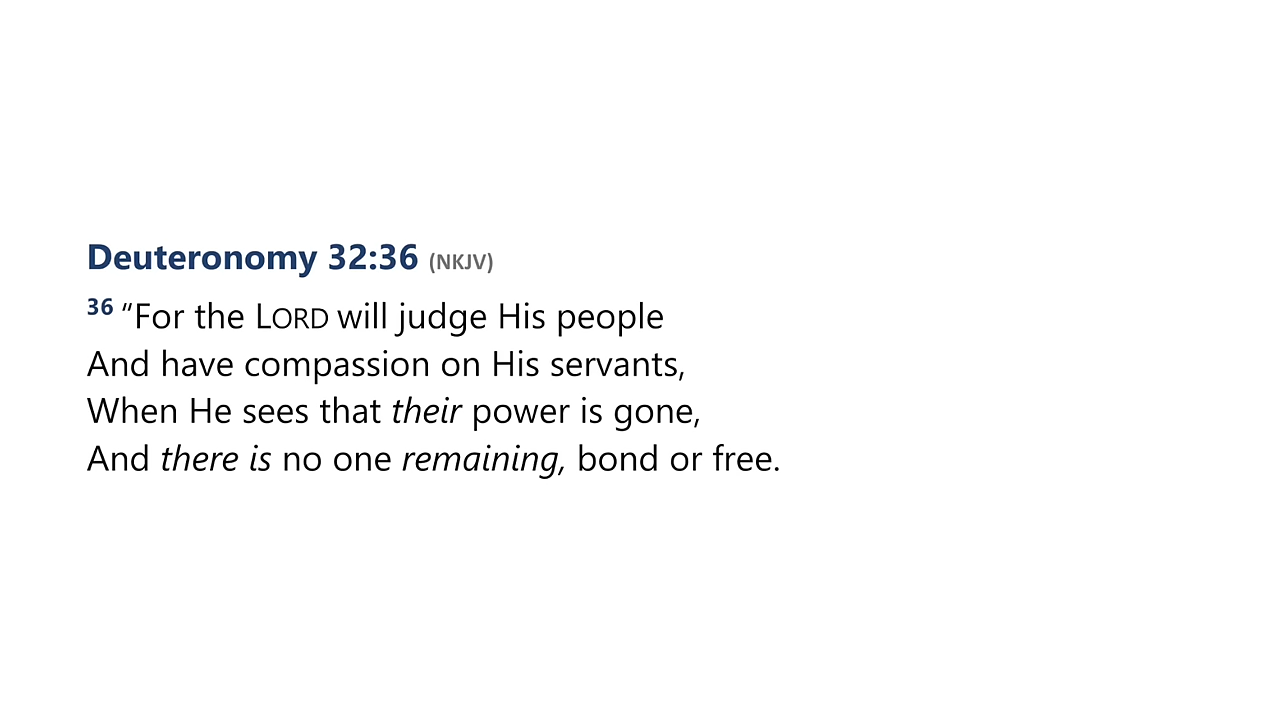 Deuteronomy 32:36 (NKJV)
36 “For the LORD will judge His people
And have compassion on His servants,
When He sees that their power is gone,
And there is no one remaining, bond or free.